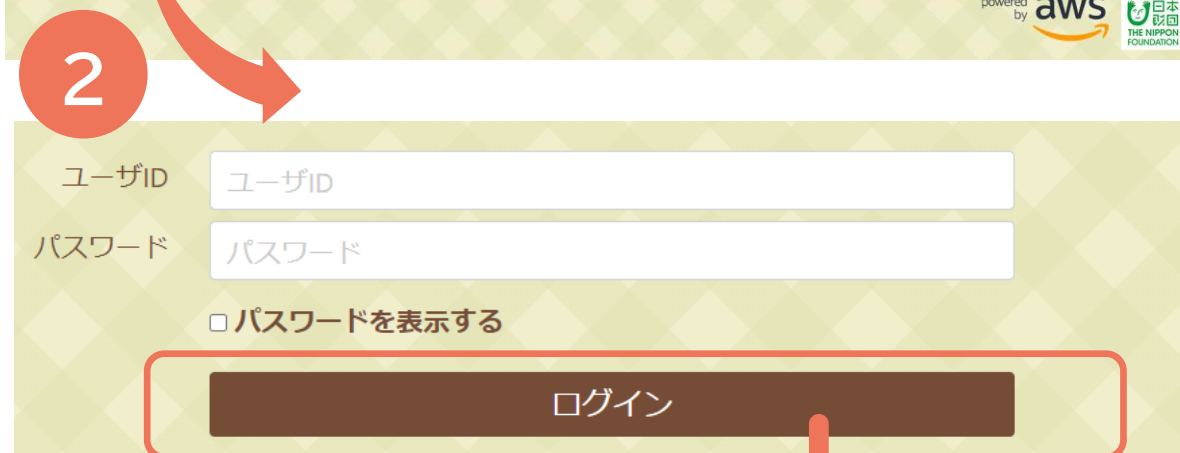 powered
by aws
日本
財団
THE NIPPON
FOUNDATION
2
ユーザID ユーザID
パスワード パスワード
パスワードを表示する
ログイン